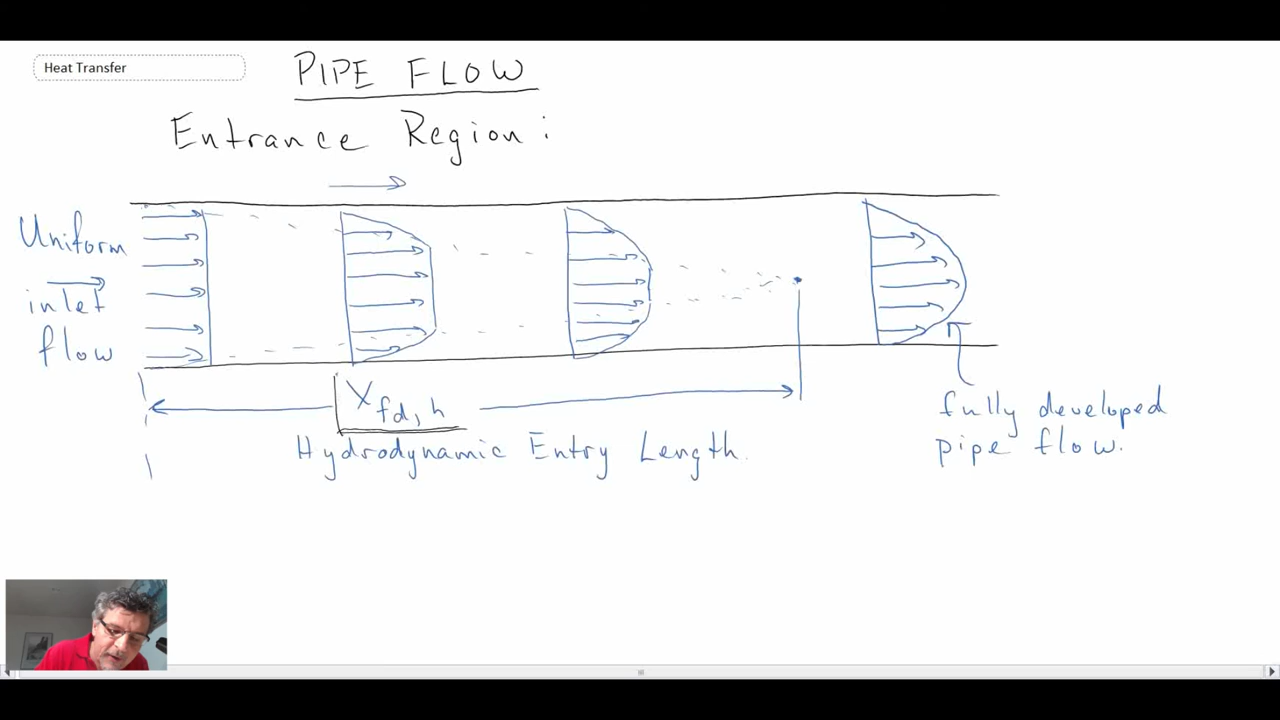 Heat Transfer
PIPE FLOW
Entrance Region:
Uniform
inlet
flow
X fd, h
Hydrodynamic Entry Length
fully developed
pipe flow.